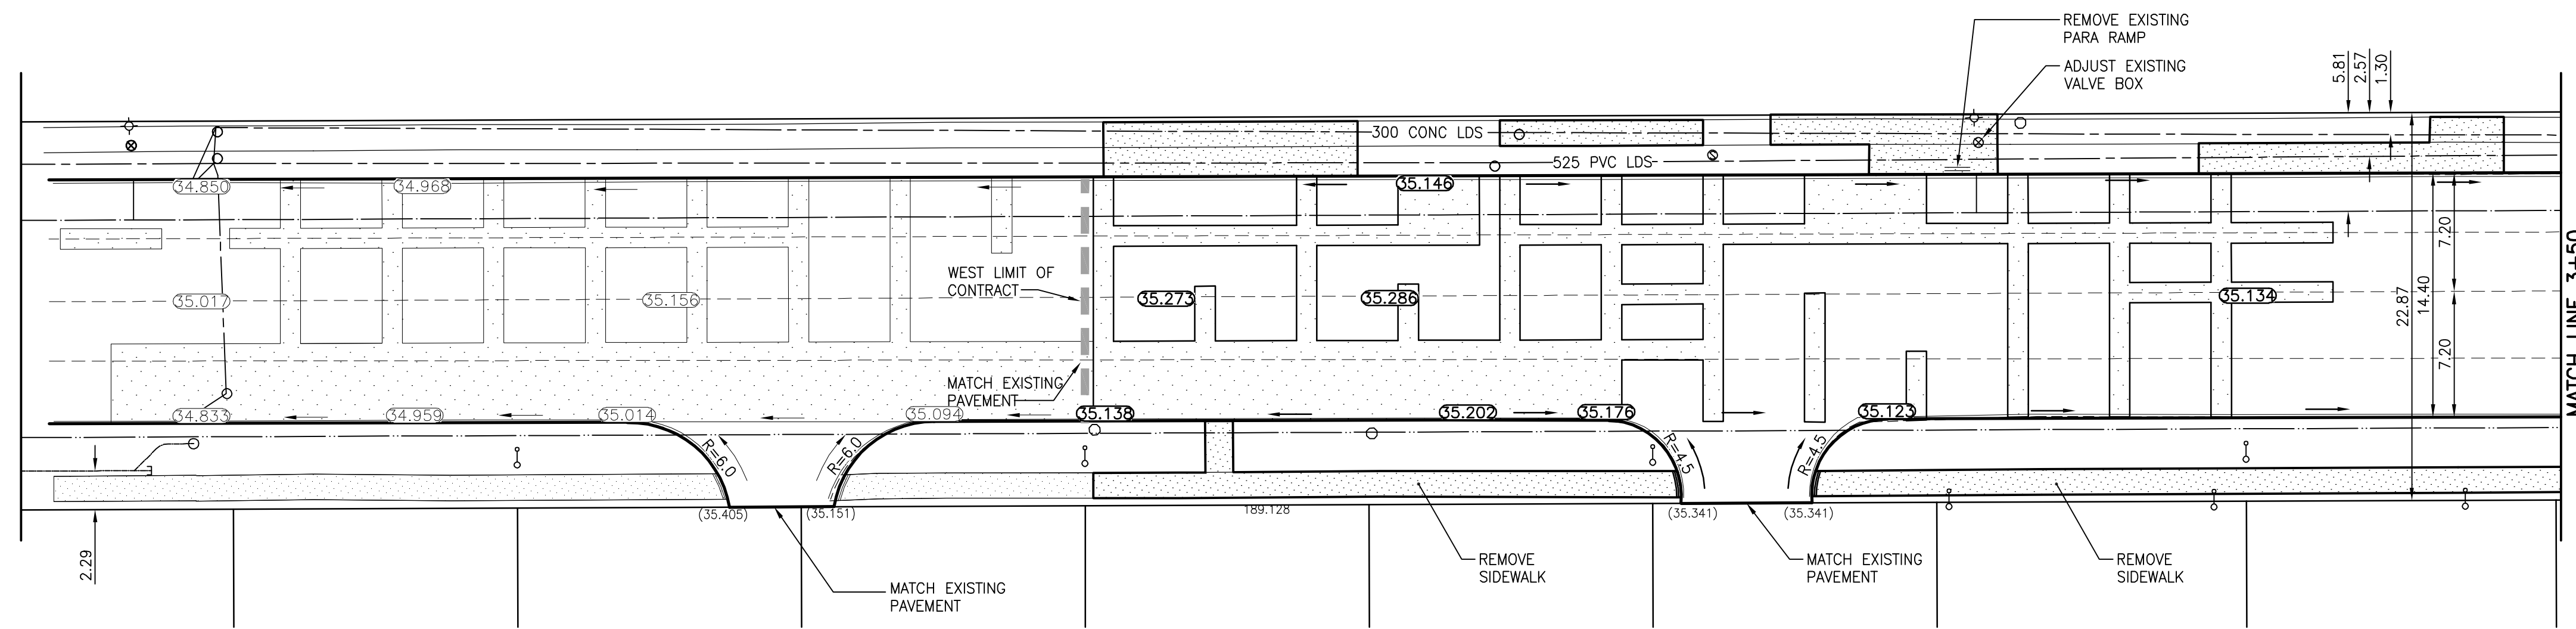 REMOVE EXISTING
PARA RAMP
ADJUST EXISTING
VALVE BOX
5.81
2.57
1.30
300 CONC LDS
525 PVC LDS
34.850
34.968
35.146
WEST LIMIT OF
CONTRACT
35.017
35.156
35.273
35.286
35.134
7.20
22.87
14.40
7.20
MATCH LINE 3+50
MATCH EXISTING
PAVEMENT
34.833
34.959
35.014
35.094
35.138
35.202
35.176
35.123
R=6.0
R=6.0
R=4.5
R=4.5
(35.405)
(35.151)
189.128
(35.341)
(35.341)
2.29
MATCH EXISTING
PAVEMENT
REMOVE
SIDEWALK
MATCH EXISTING
PAVEMENT
REMOVE
SIDEWALK